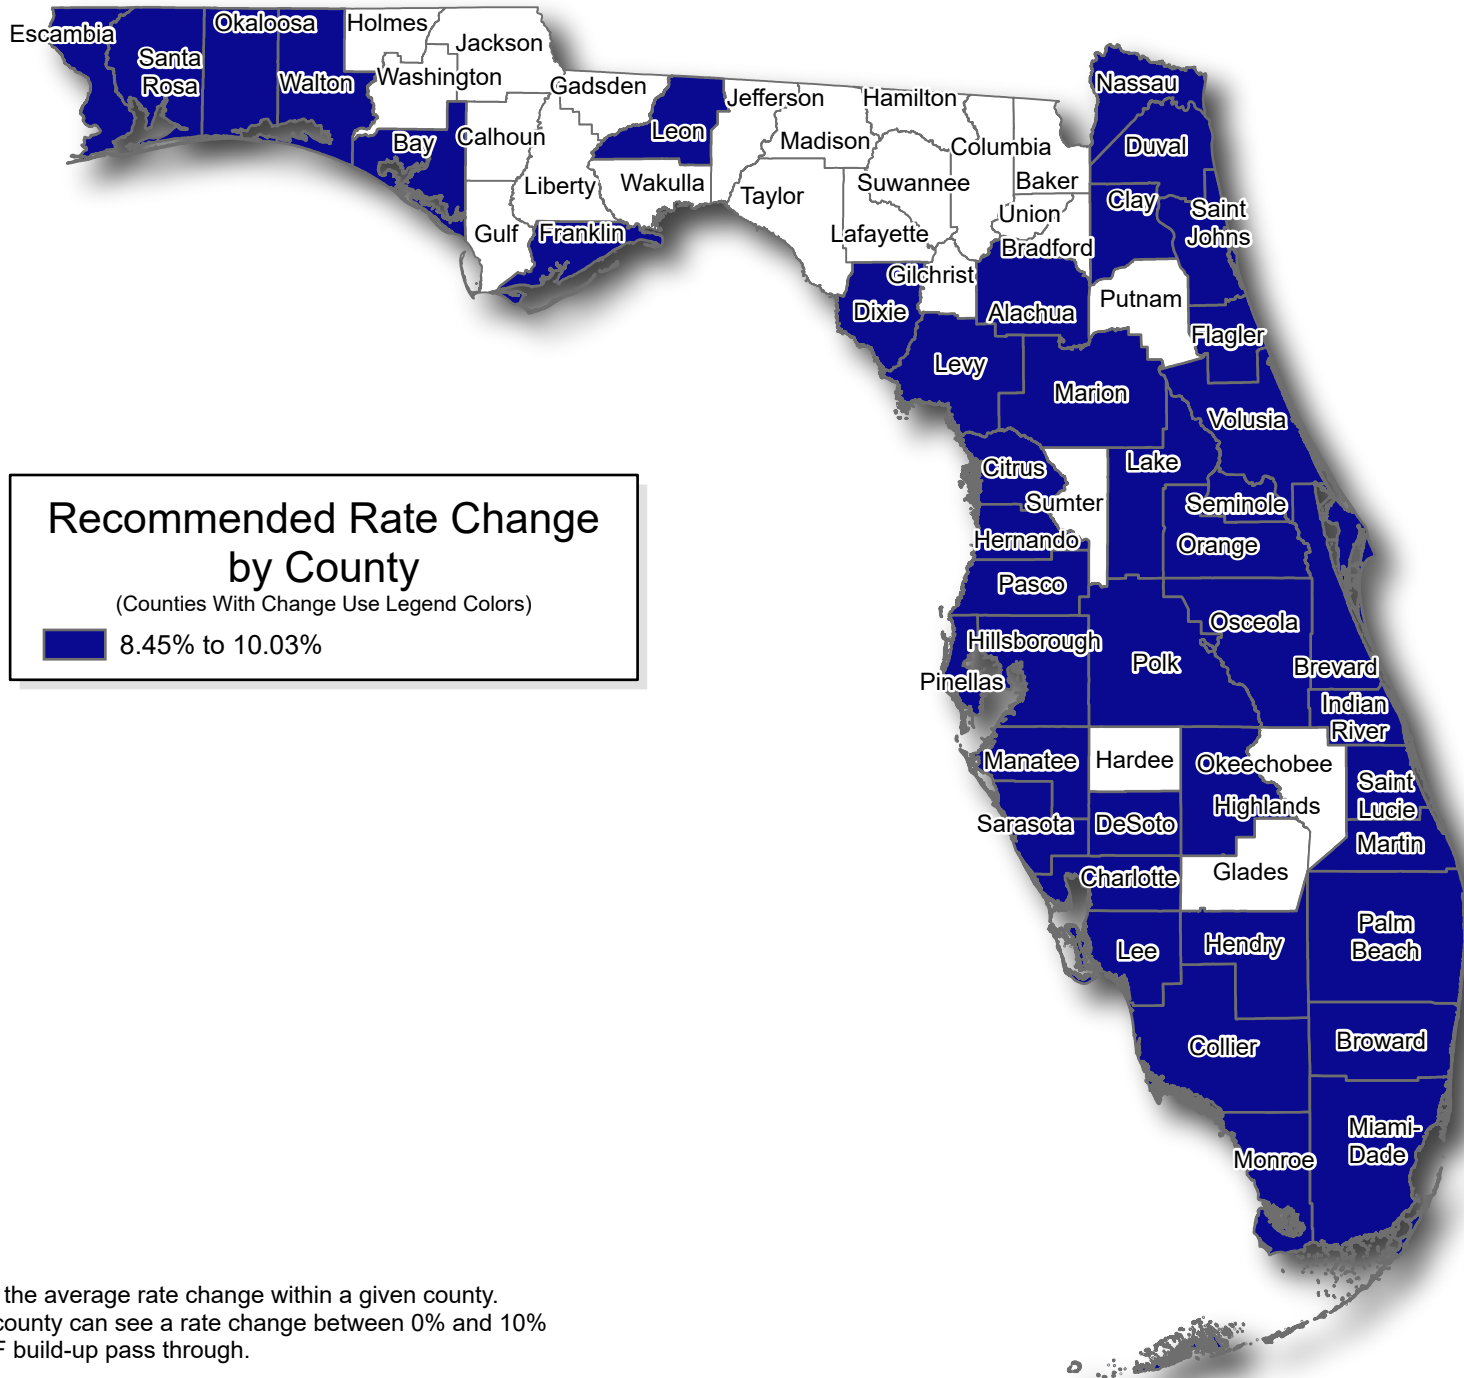 Escambia
Santa
Rosa
Okaloosa
Walton
Holmes
Jackson
Washington
Bay
Calhoun
Gadsden
Liberty
Gulf
Franklin
Leon
Wakulla
Jefferson
Madison
Taylor
Hamilton
Suwannee
Lafayette
Columbia
Baker
Union
Bradford
Nassau
Duval
Clay
Saint
Johns
Gilchrist
Dixie
Alachua
Putnam
Flagler
Levy
Marion
Volusia
Citrus
Sumter
Lake
Seminole
Hernando
Orange
Pasco
Osceola
Hillsborough
Polk
Pinellas
Brevard
Indian
River
Manatee
Hardee
Okeechobee
Highlands
Saint
Lucie
Sarasota
DeSoto
Martin
Charlotte
Glades
Lee
Hendry
Palm
Beach
Collier
Broward
Monroe
Miami-
Dade
Recommended Rate Change
by County
(Counties With Change Use Legend Colors)
8.45% to 10.03%
the average rate change within a given county.
county can see a rate change between 0% and 10%
build-up pass through.